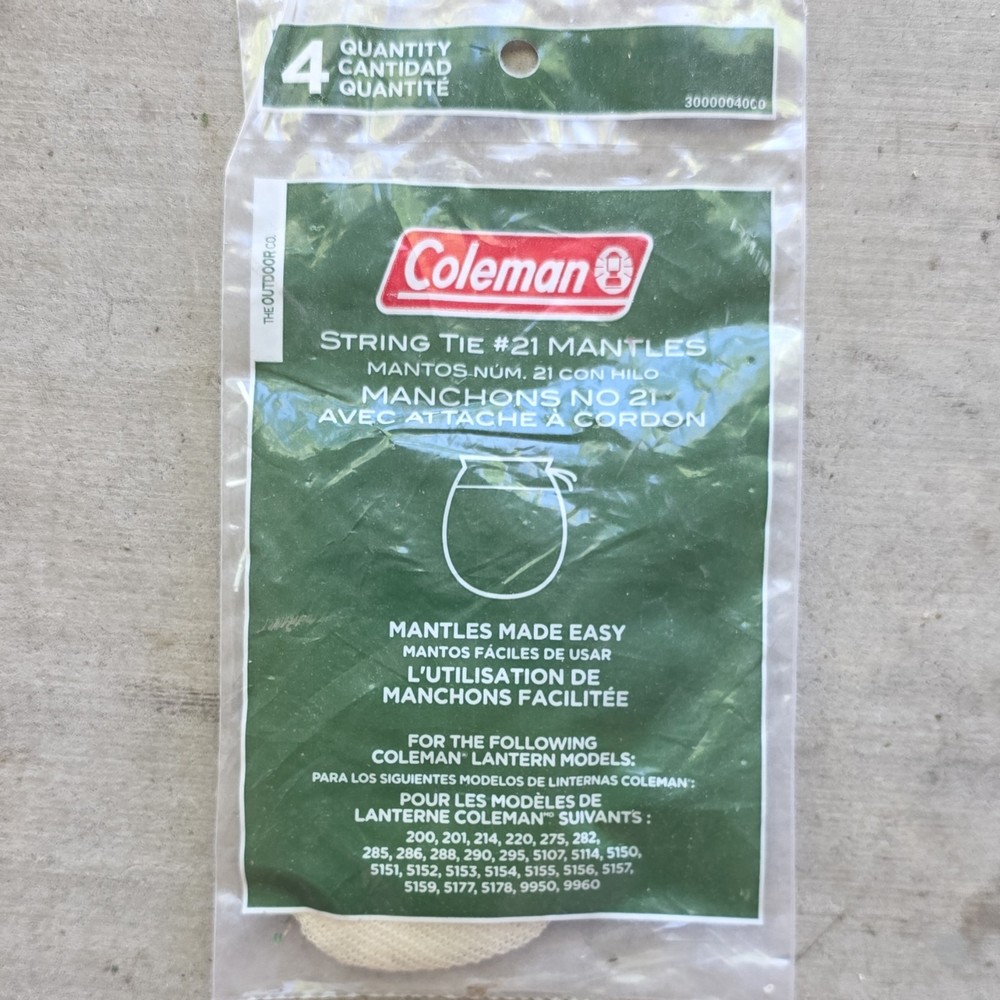 4
QUANTITY
CANTIDAD
QUANTITÉ
3000004000
THE OUTDOOR CO.
Coleman
STRING TIE #21 MANTLES
MANTOS NÚM. 21 CON HILO
MANCHONS NO 21
AVEC ATTACHE À CORDON
MANTLES MADE EASY
MANTOS FÁCILES DE USAR
L'UTILISATION DE
MANCHONS FACILITÉE
FOR THE FOLLOWING
COLEMAN® LANTERN MODELS:
PARA LOS SIGUIENTES MODELOS DE LINTERNAS COLEMAN®:
POUR LES MODÈLES DE
LANTERNE COLEMAN™ᴰ SUIVANTS :
200, 201, 214, 220, 275, 282,
285, 286, 288, 290, 295, 5107, 5114, 5150,
5151, 5152, 5153, 5154, 5155, 5156, 5157,
5159, 5177, 5178, 9950, 9960